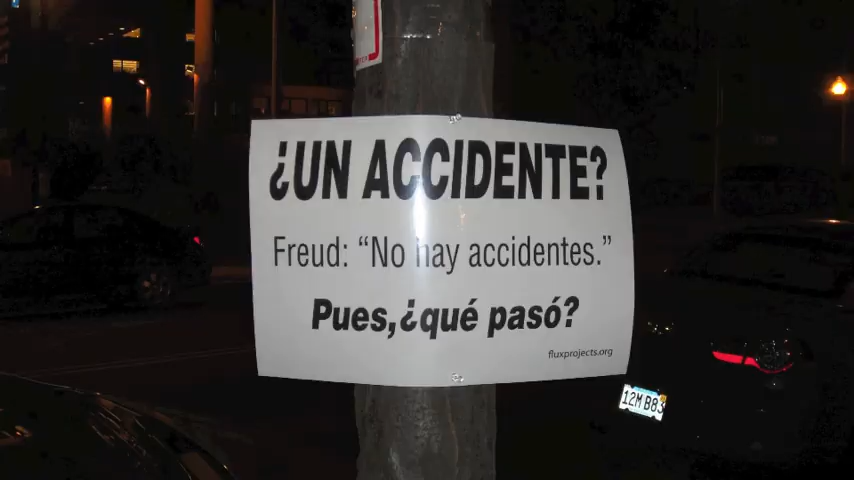 ¿UN ACCIDENTE?
Freud: “No hay accidentes.”
Pues,¿qué pasó?
fluxprojects.org
12M B83